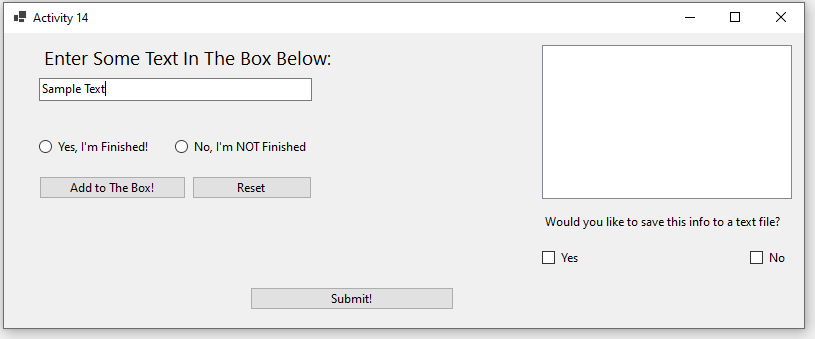 Activity 14
Enter Some Text In The Box Below:
Sample Text
Yes, I'm Finished! No, I'm NOT Finished
Add to The Box! Reset
Would you like to save this info to a text file?
Yes No
Submit!